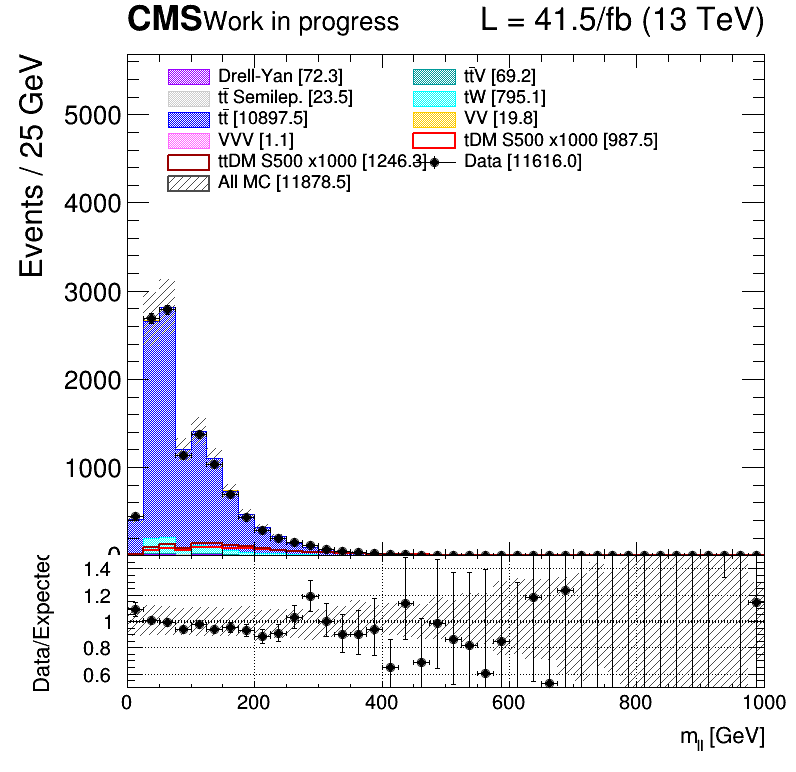 CMS Work in progress L = 41.5/fb (13 TeV)
Drell-Yan [72.3] tt̄V [69.2]
tt̄ Semilep. [23.5] tW [795.1]
tt̄ [10897.5] VV [19.8]
VVV [1.1] tDM S500 x1000 [987.5]
ttDM S500 x1000 [1246.3] Data [11616.0]
All MC [11878.5]
Events / 25 GeV
5000
4000
3000
2000
1000
0
Data/Expected
1.4
1.2
1
0.8
0.6
0 200 400 600 800 1000
m_ll [GeV]